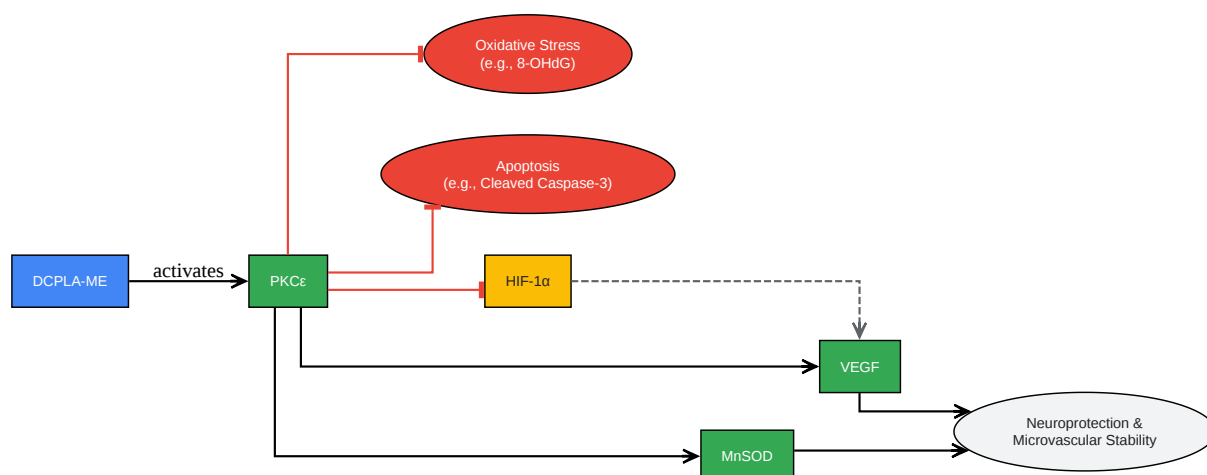 Oxidative Stress
(e.g., 8-OHdG)
Apoptosis
(e.g., Cleaved Caspase-3)
DCPLA-ME
activates
PKCε
HIF-1α
VEGF
Neuroprotection &
Microvascular Stability
MnSOD